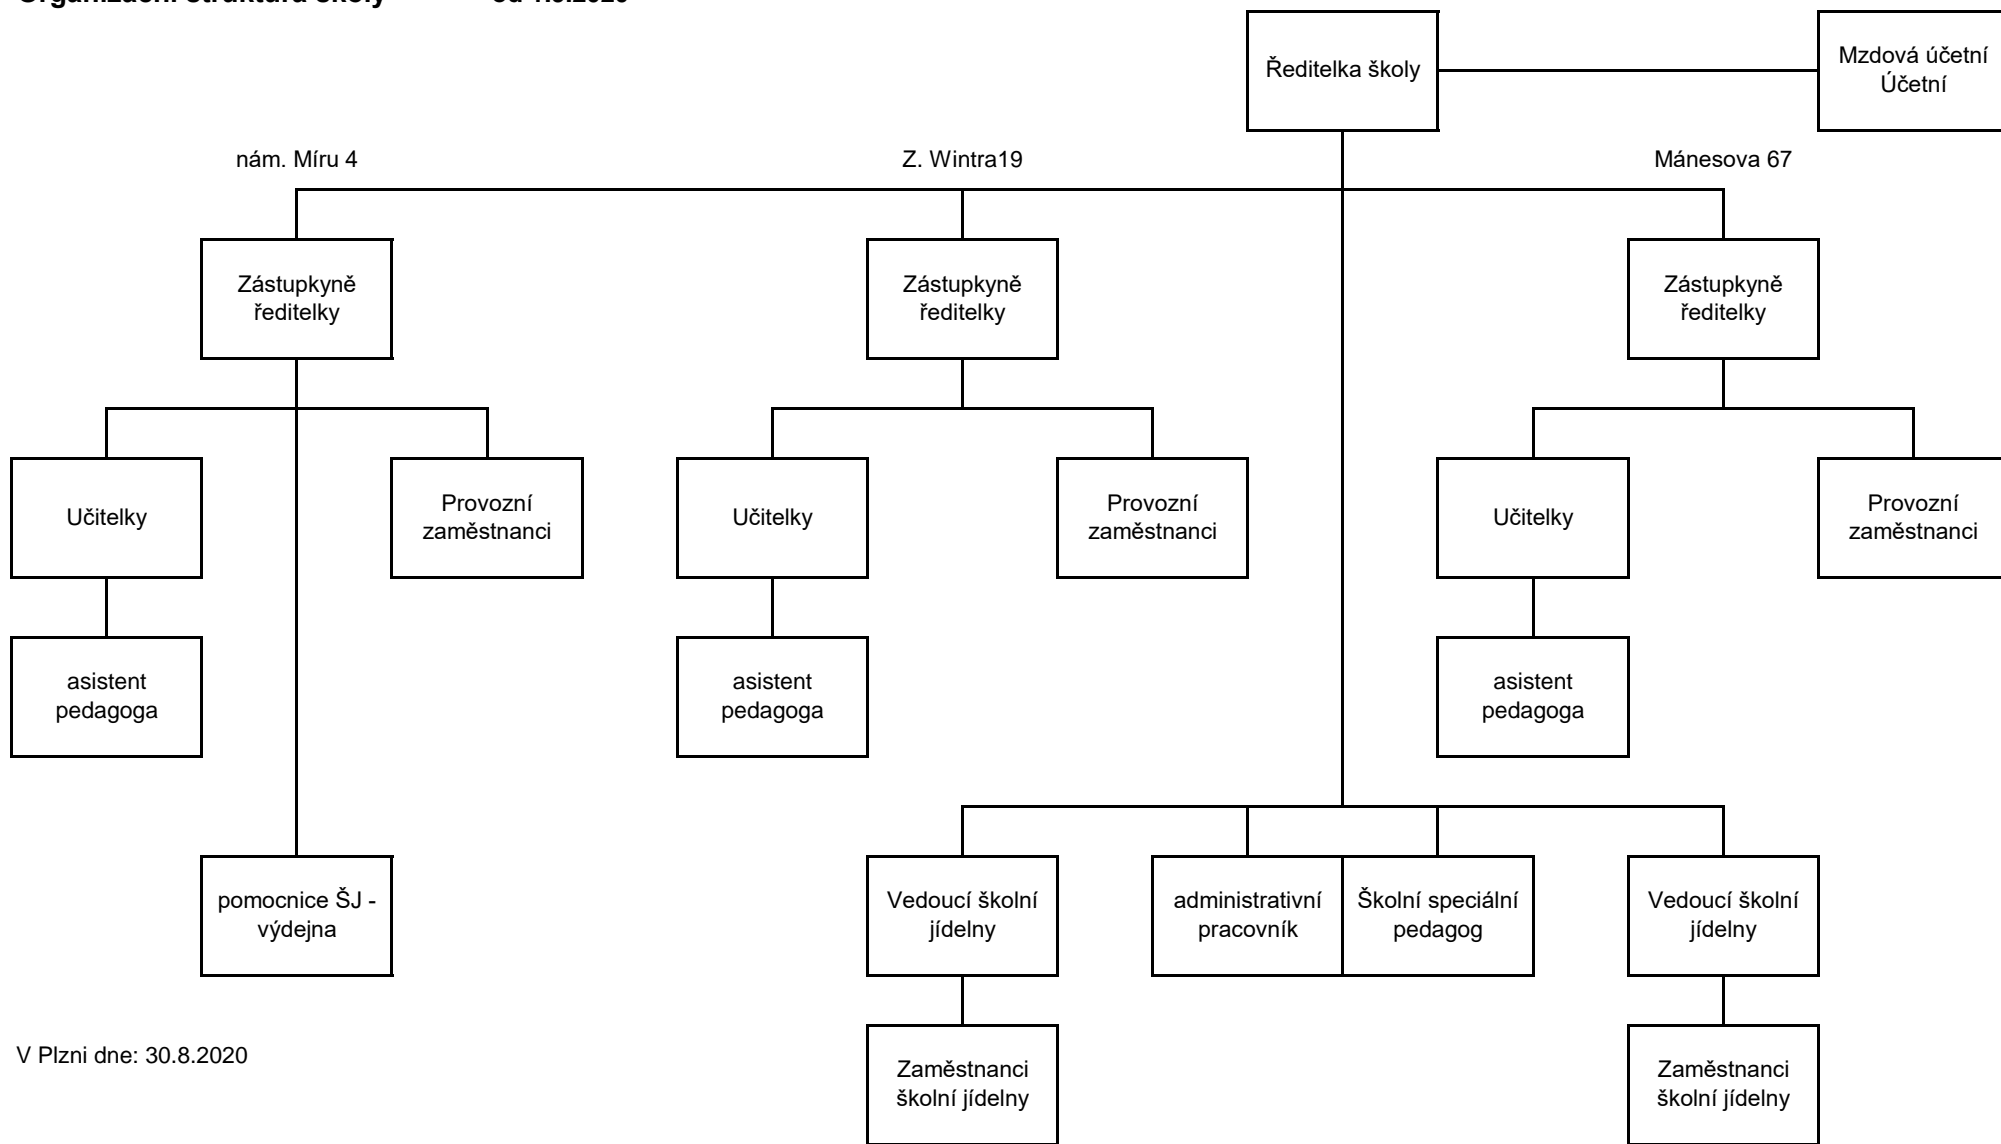 Ředitelka školy
Mzdová účetní
Účetní
nám. Míru 4
Z. Wintra19
Mánesova 67
Zástupkyně
ředitelky
Zástupkyně
ředitelky
Zástupkyně
ředitelky
Učitelky
Provozní
zaměstnanci
Učitelky
Provozní
zaměstnanci
Učitelky
Provozní
zaměstnanci
asistent
pedagoga
asistent
pedagoga
asistent
pedagoga
pomocnice ŠJ -
výdejna
Vedoucí školní
jídelny
administrativní
pracovník
Školní speciální
pedagog
Vedoucí školní
jídelny
Zaměstnanci
školní jídelny
Zaměstnanci
školní jídelny
V Plzni dne: 30.8.2020